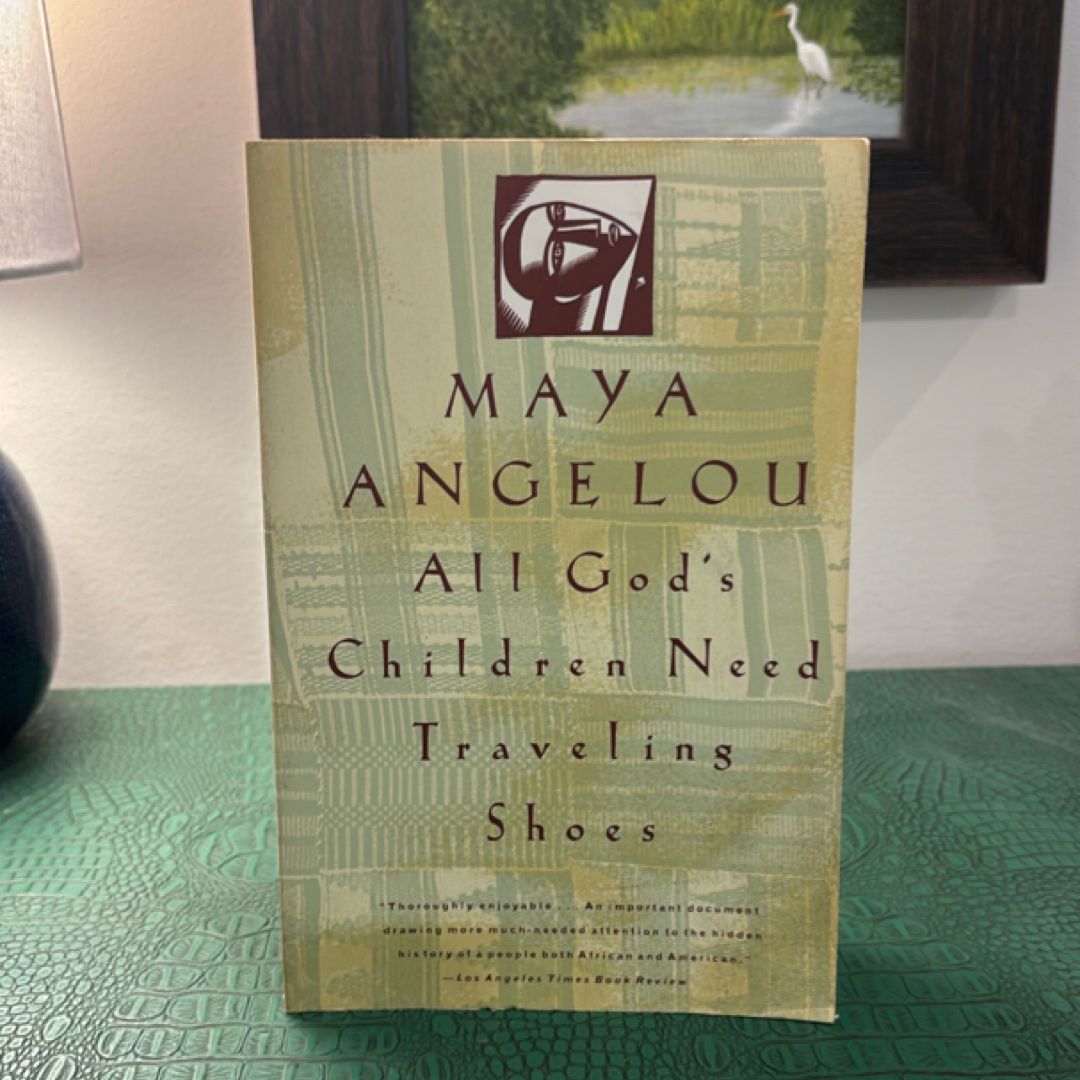 MAYA
ANGELOU
All God's
Children Need
Traveling
Shoes
"Thoroughly enjoyable . . . An important document
drawing more much-needed attention to the hidden
history of a people both African and American."
—Los Angeles Times Book Review